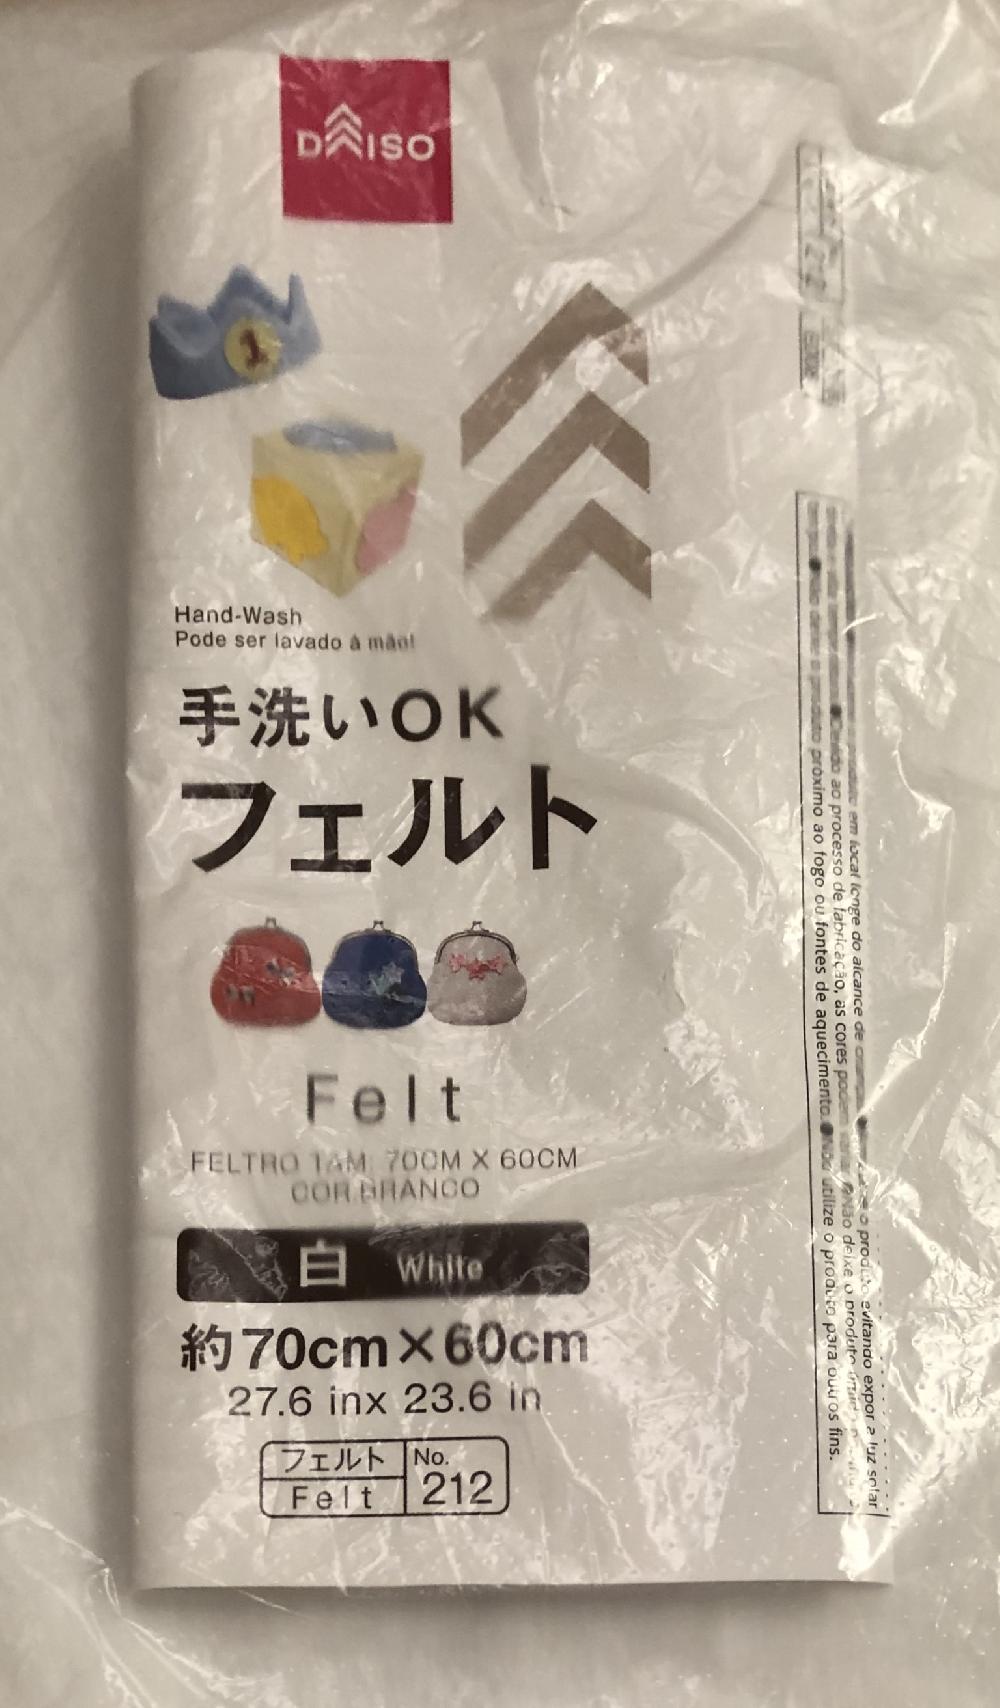 DAISO
1
Hand-Wash
Pode ser lavado à mão!
手洗いOK
フェルト
Felt
FELTRO TAM: 70CM X 60CM
COR:BRANCO
白 White
約70cm×60cm
27.6 inx 23.6 in
フェルト
Felt
No.
212
em local longe do alcance de
o produto evitando expor a luz solar
ao processo de fabricação, as cores podem
Não deixe o produto
o produto próximo ao fogo ou fontes de aquecimento. ●Não utilize o produto para outros fins.